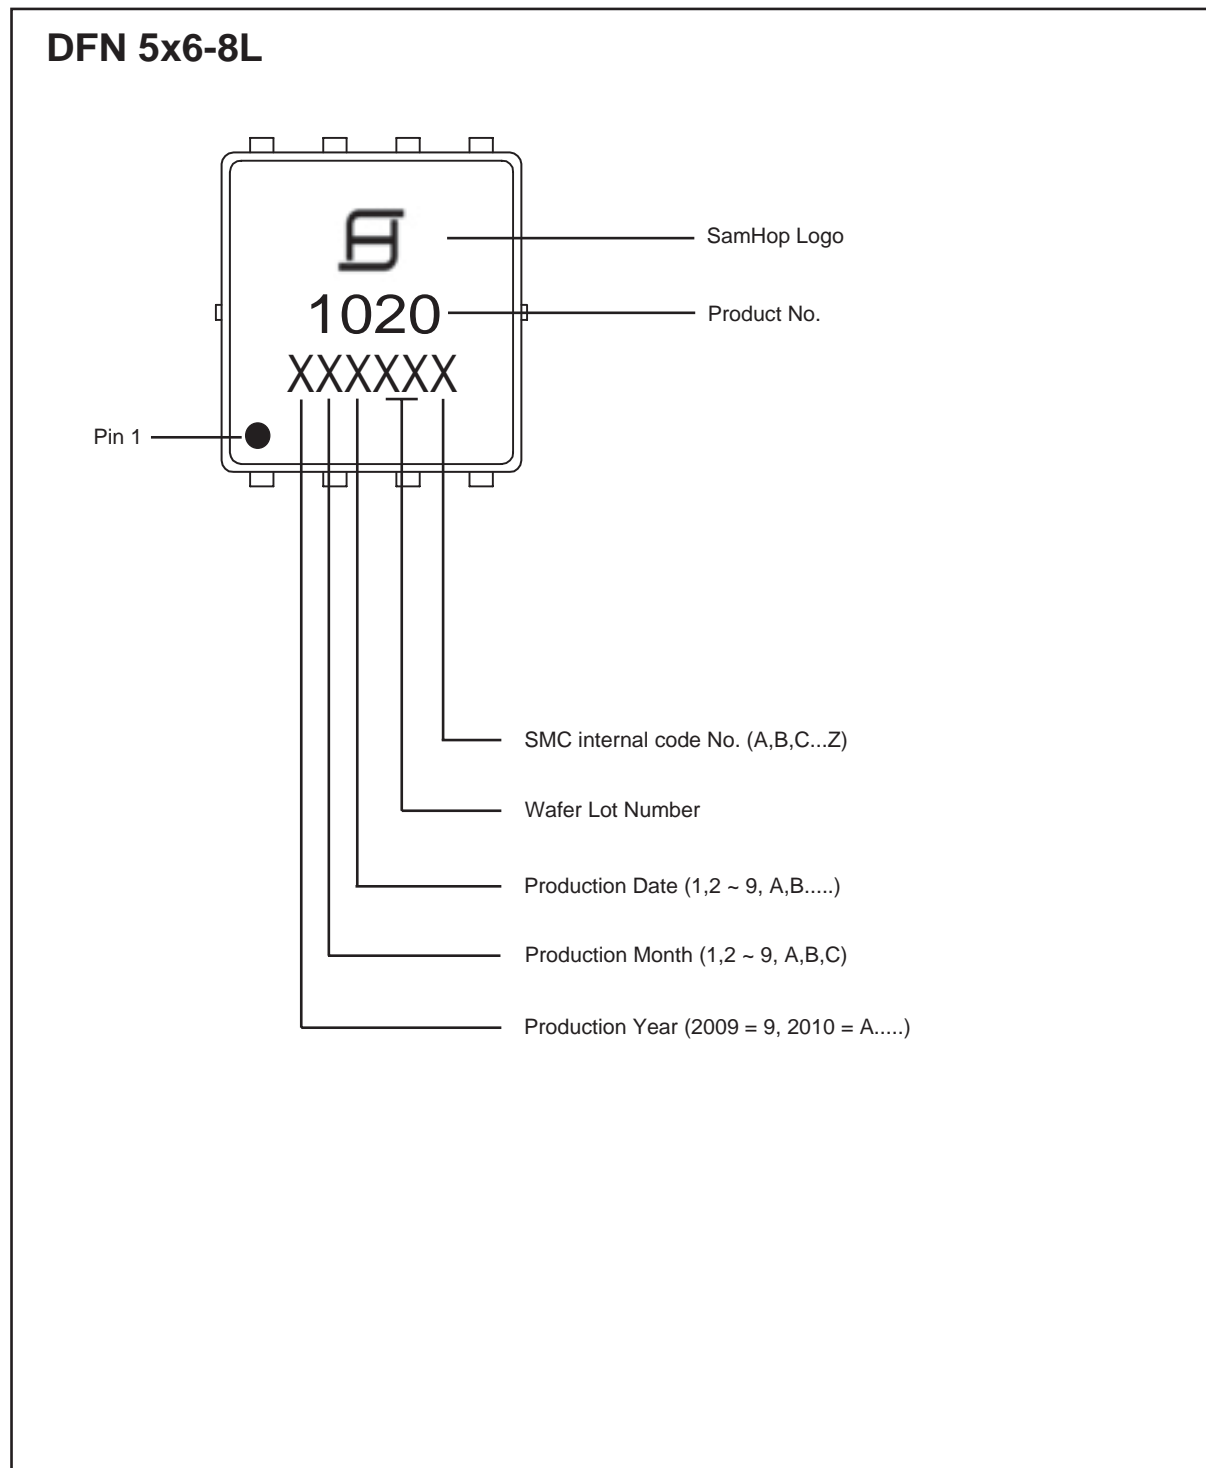 DFN 5x6-8L
SamHop Logo
1020
Product No.
XXXXXX
Pin 1
SMC internal code No. (A,B,C...Z)
Wafer Lot Number
Production Date (1,2 ~ 9, A,B.....)
Production Month (1,2 ~ 9, A,B,C)
Production Year (2009 = 9, 2010 = A.....)